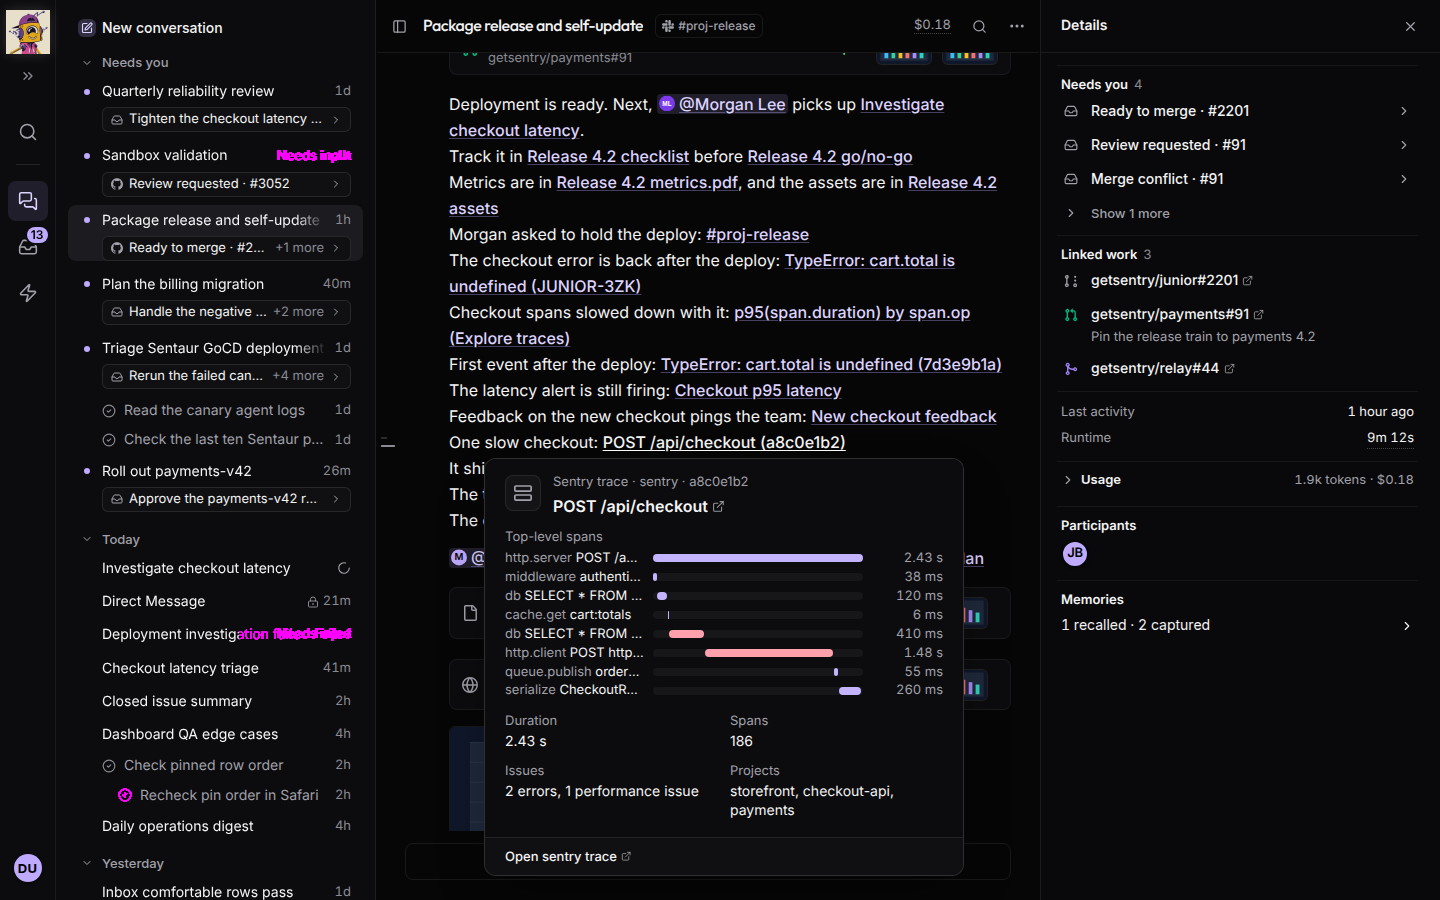 New conversation
Needs you
Quarterly reliability review 1d
Tighten the checkout latency ...
Sandbox validation
Review requested · #3052
Package release and self-update 1h
Ready to merge · #2... +1 more
Plan the billing migration 40m
Handle the negative ... +2 more
Triage Sentaur GoCD deployment 1d
Rerun the failed can... +4 more
Read the canary agent logs 1d
Check the last ten Sentaur p... 1d
Roll out payments-v42 26m
Approve the payments-v42 r...
Today
Investigate checkout latency
Direct Message 21m
Deployment investigation
Checkout latency triage 41m
Closed issue summary 2h
Dashboard QA edge cases 4h
Check pinned row order 2h
Recheck pin order in Safari 2h
Daily operations digest 4h
Yesterday
Inbox comfortable rows pass 1d
13
DU
Package release and self-update #proj-release $0.18
getsentry/payments#91
Deployment is ready. Next, ML @Morgan Lee picks up Investigate
checkout latency.
Track it in Release 4.2 checklist before Release 4.2 go/no-go
Metrics are in Release 4.2 metrics.pdf, and the assets are in Release 4.2
assets
Morgan asked to hold the deploy: #proj-release
The checkout error is back after the deploy: TypeError: cart.total is
undefined (JUNIOR-3ZK)
Checkout spans slowed down with it: p95(span.duration) by span.op
(Explore traces)
First event after the deploy: TypeError: cart.total is undefined (7d3e9b1a)
The latency alert is still firing: Checkout p95 latency
Feedback on the new checkout pings the team: New checkout feedback
One slow checkout: POST /api/checkout (a8c0e1b2)
It shi
The
The
M @
Sentry trace · sentry · a8c0e1b2
POST /api/checkout
Top-level spans
http.server POST /a... 2.43 s
middleware authenti... 38 ms
db SELECT * FROM ... 120 ms
cache.get cart:totals 6 ms
db SELECT * FROM ... 410 ms
http.client POST http... 1.48 s
queue.publish order... 55 ms
serialize CheckoutR... 260 ms
Duration Spans
2.43 s 186
Issues Projects
2 errors, 1 performance issue storefront, checkout-api,
payments
Open sentry trace
Details
Needs you 4
Ready to merge · #2201
Review requested · #91
Merge conflict · #91
Show 1 more
Linked work 3
getsentry/junior#2201
getsentry/payments#91
Pin the release train to payments 4.2
getsentry/relay#44
Last activity 1 hour ago
Runtime 9m 12s
Usage 1.9k tokens · $0.18
Participants
JB
Memories
1 recalled · 2 captured